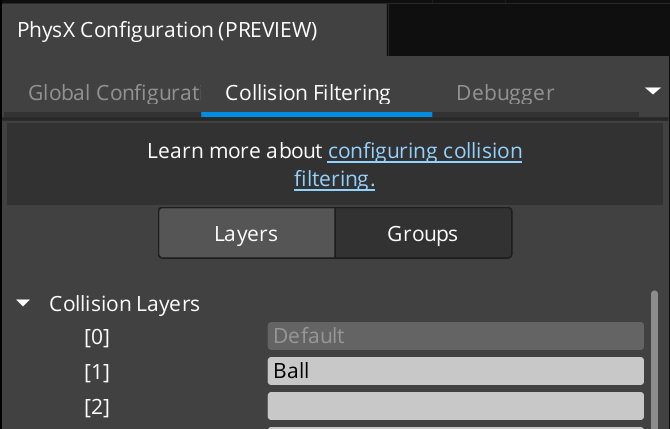 PhysX Configuration (PREVIEW)
Global Configurati Collision Filtering Debugger
Learn more about configuring collision
filtering.
Layers Groups
Collision Layers
[0] Default
[1] Ball
[2]